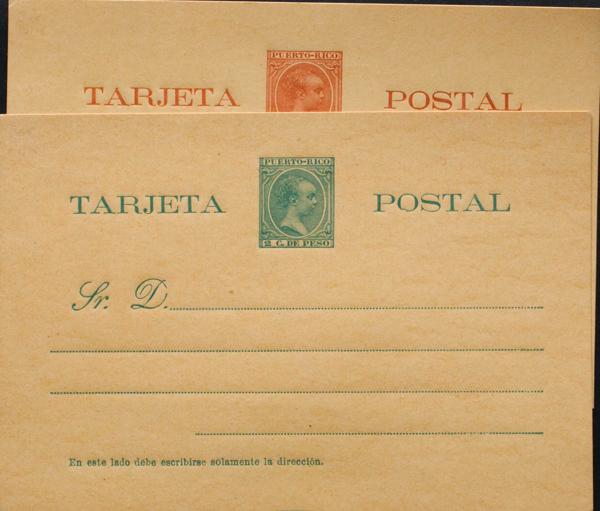 PUERTO-RICO
TARJETA POSTAL
PUERTO-RICO
TARJETA POSTAL
2 C. DE PESO
Sr. D.
En este lado debe escribirse sólamente la dirección.